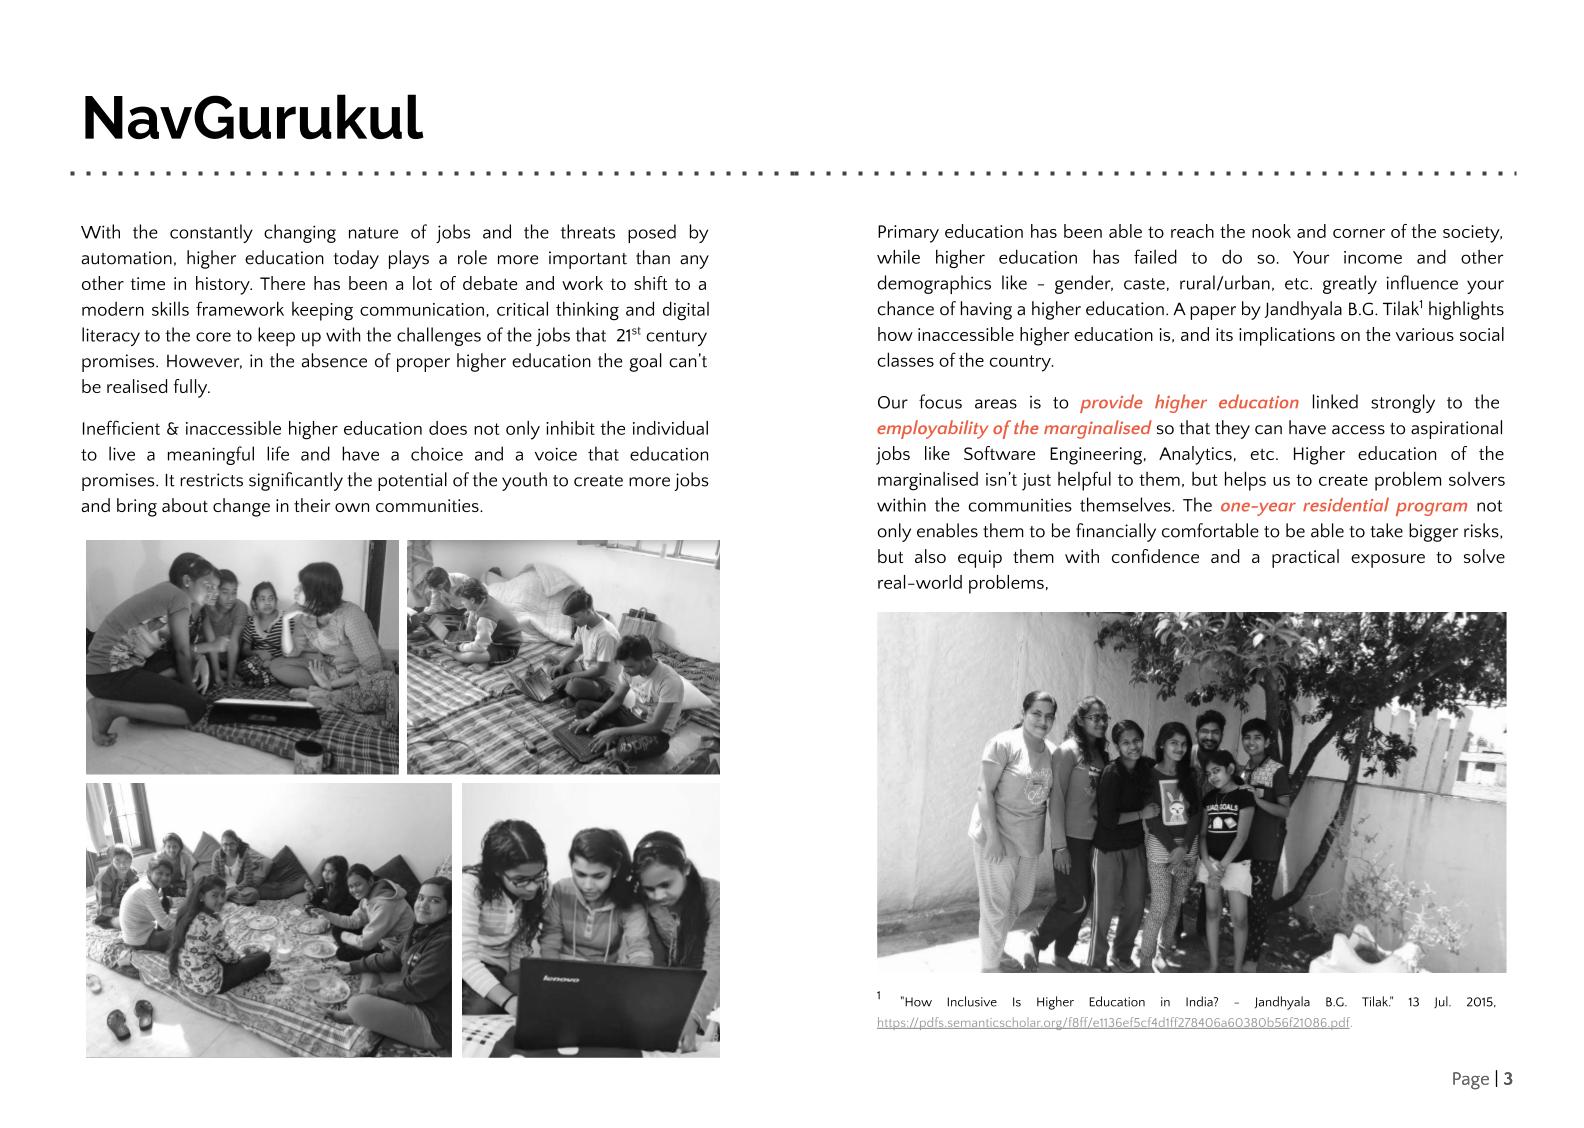 NavGurukul
With the constantly changing nature of jobs and the threats posed by
automation, higher education today plays a role more important than any
other time in history. There has been a lot of debate and work to shift to a
modern skills framework keeping communication, critical thinking and digital
literacy to the core to keep up with the challenges of the jobs that 21st century
promises. However, in the absence of proper higher education the goal can't
be realised fully.
Inefficient & inaccessible higher education does not only inhibit the individual
to live a meaningful life and have a choice and a voice that education
promises. It restricts significantly the potential of the youth to create more jobs
and bring about change in their own communities.
lenovo
Primary education has been able to reach the nook and corner of the society,
while higher education has failed to do so. Your income and other
demographics like - gender, caste, rural/urban, etc. greatly influence your
chance of having a higher education. A paper by Jandhyala B.G. Tilak1 highlights
how inaccessible higher education is, and its implications on the various social
classes of the country.
Our focus areas is to provide higher education linked strongly to the
employability of the marginalised so that they can have access to aspirational
jobs like Software Engineering, Analytics, etc. Higher education of the
marginalised isn't just helpful to them, but helps us to create problem solvers
within the communities themselves. The one-year residential program not
only enables them to be financially comfortable to be able to take bigger risks,
but also equip them with confidence and a practical exposure to solve
real-world problems,
GOALS
1 "How Inclusive Is Higher Education in India? - Jandhyala B.G. Tilak." 13 Jul. 2015,
https://pdfs.semanticscholar.org/f8ff/e1136ef5cf4d1ff278406a60380b56f21086.pdf.
Page | 3